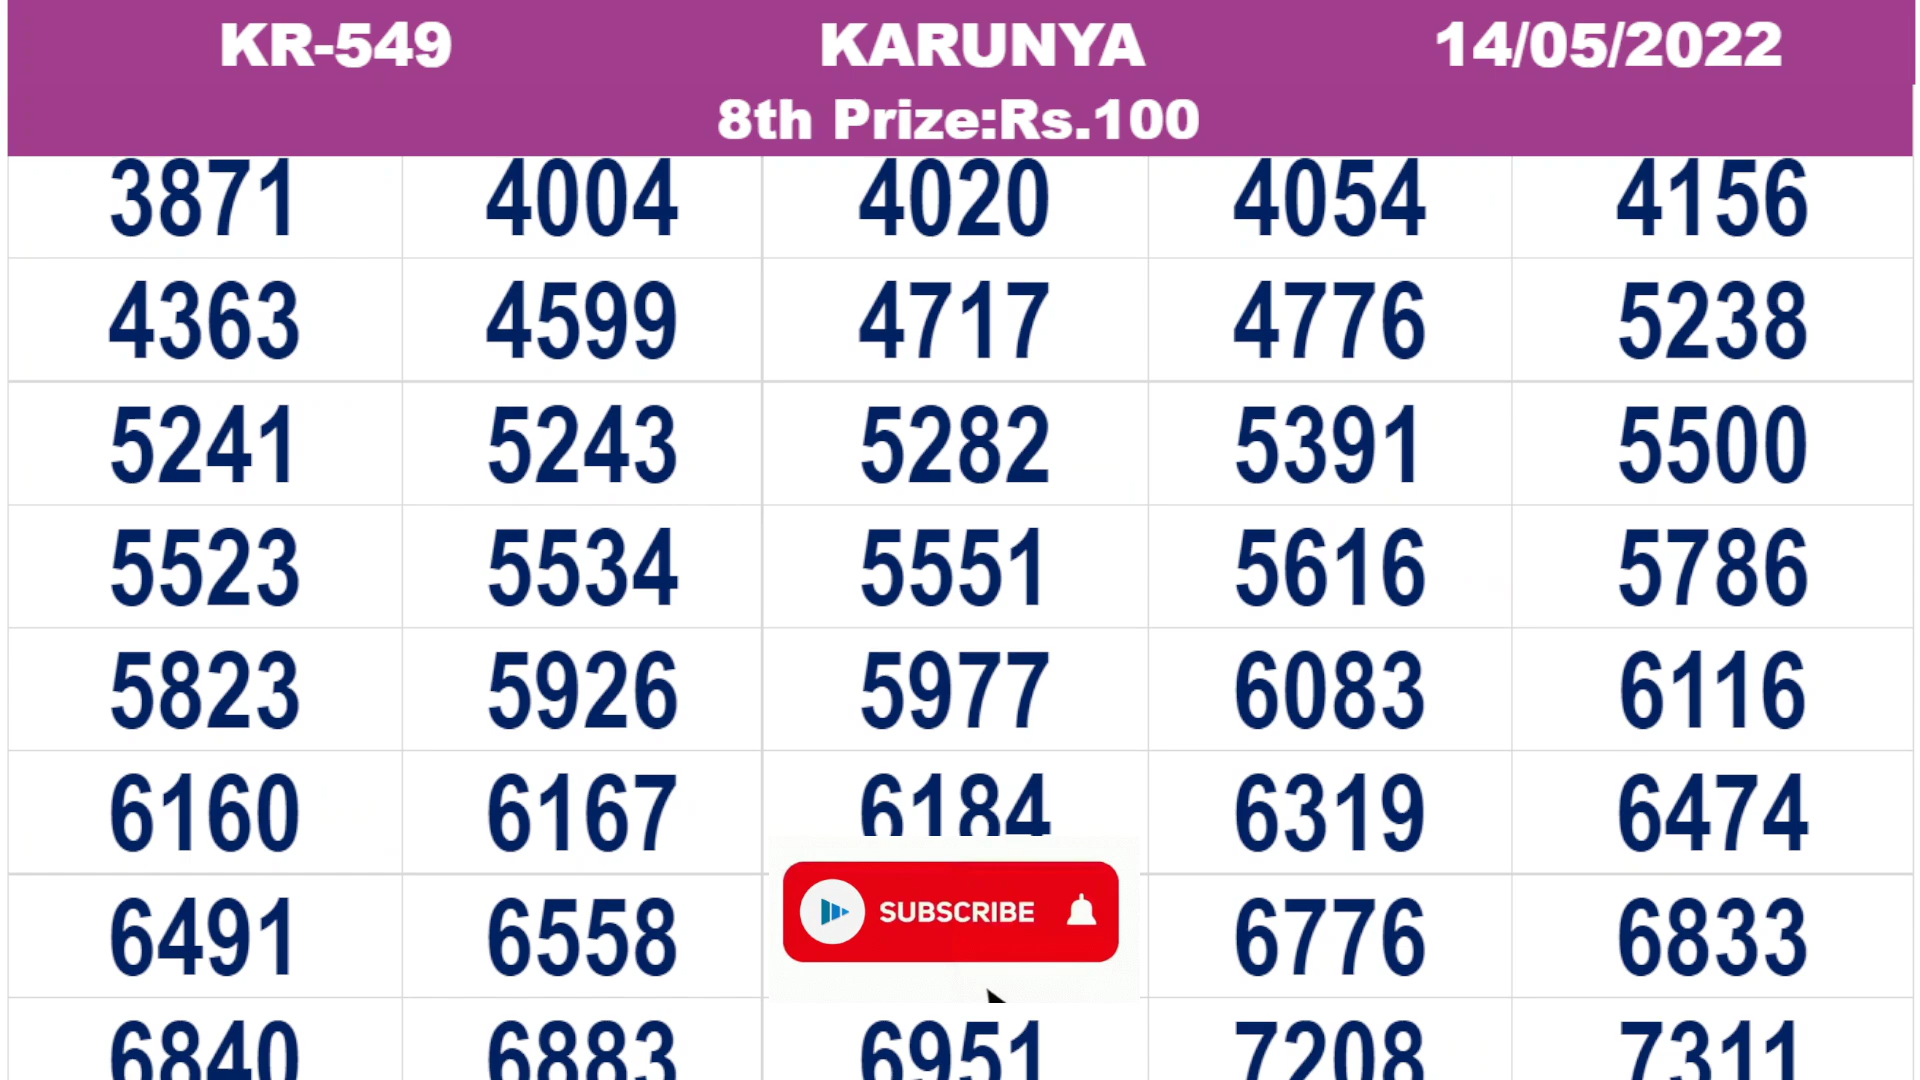 KR-549 KARUNYA 14/05/2022
8th Prize:Rs.100
3871 4004 4020 4054 4156
4363 4599 4717 4776 5238
5241 5243 5282 5391 5500
5523 5534 5551 5616 5786
5823 5926 5977 6083 6116
6160 6167 6184 6319 6474
6491 6558 SUBSCRIBE 6776 6833
6840 6883 6951 7208 7311